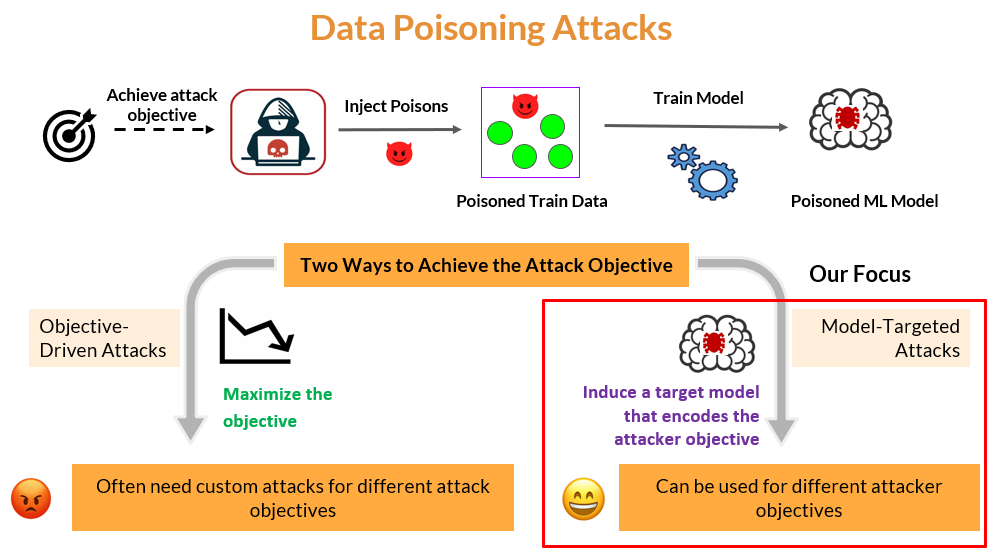 Data Poisoning Attacks
Achieve attack
objective
Inject Poisons
Train Model
Poisoned Train Data
Poisoned ML Model
Two Ways to Achieve the Attack Objective
Our Focus
Objective-
Driven Attacks
Maximize the
objective
Often need custom attacks for different attack
objectives
Model-Targeted
Attacks
Induce a target model
that encodes the
attacker objective
Can be used for different attacker
objectives